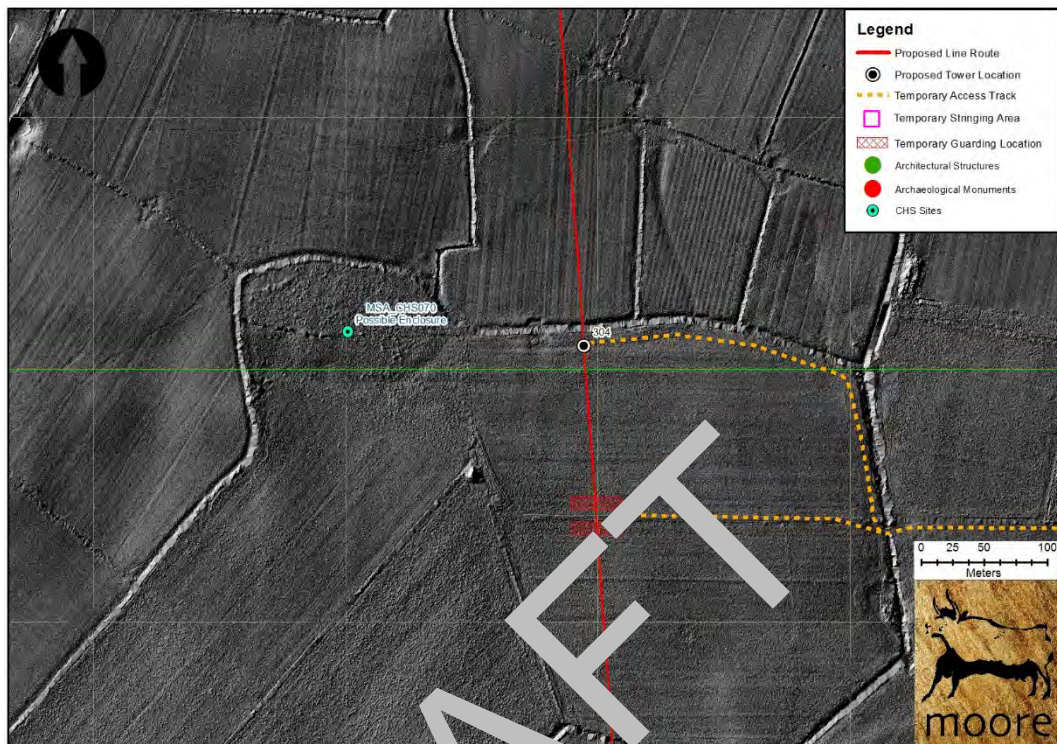 Legend
Proposed Line Route
Proposed Tower Location
Temporary Access Track
Temporary Stringing Area
Temporary Guarding Location
Architectural Structures
Archaeological Monuments
CHS Sites
MSA_CHS070
Possible Enclosure
304
0 25 50 100
Meters
AFT
moore